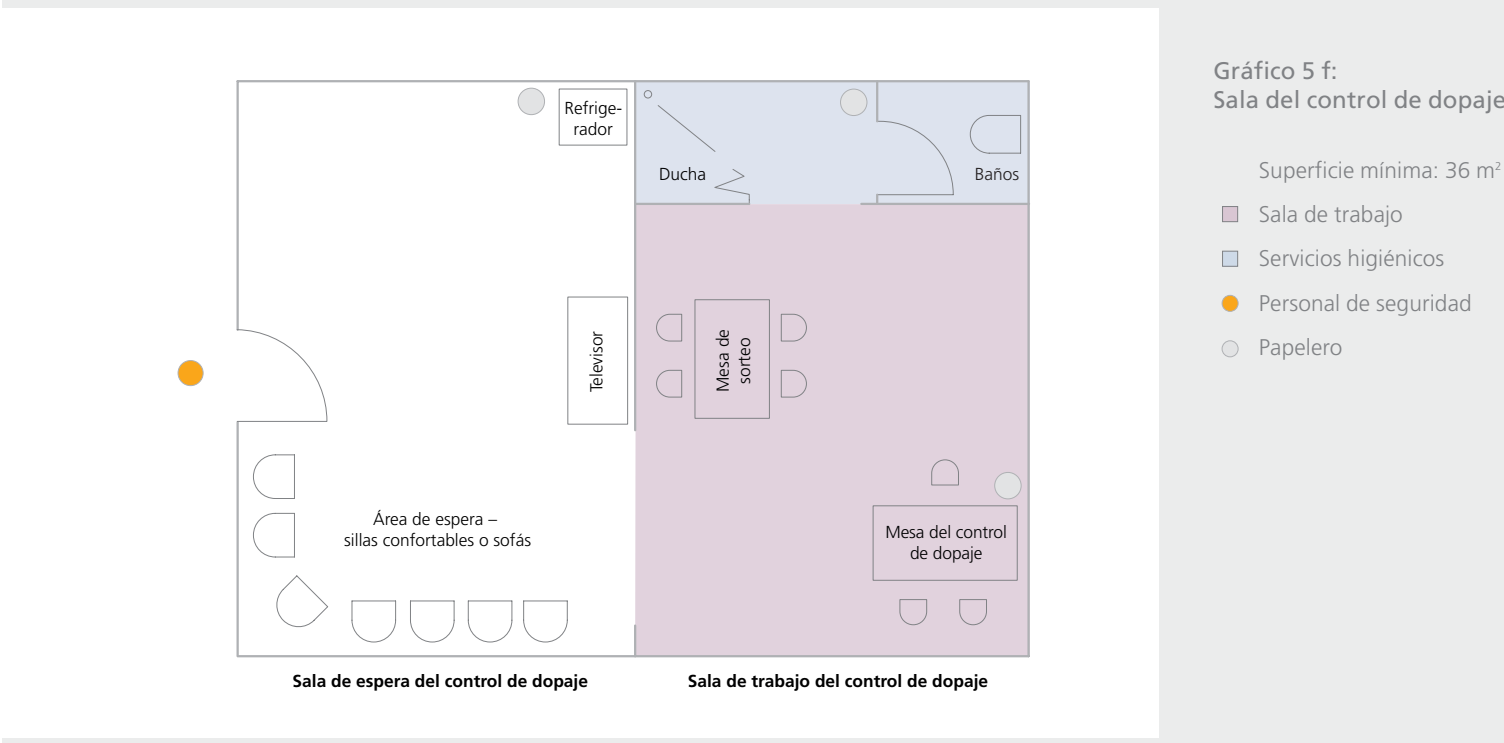 Gráfico 5 f:
Sala del control de dopaje
Superficie mínima: 36 m²
Sala de trabajo
Servicios higiénicos
Personal de seguridad
Papelero
Refrige-
rador
Ducha
Baños
Televisor
Mesa de
sorteo
Área de espera –
sillas confortables o sofás
Mesa del control
de dopaje
Sala de espera del control de dopaje
Sala de trabajo del control de dopaje